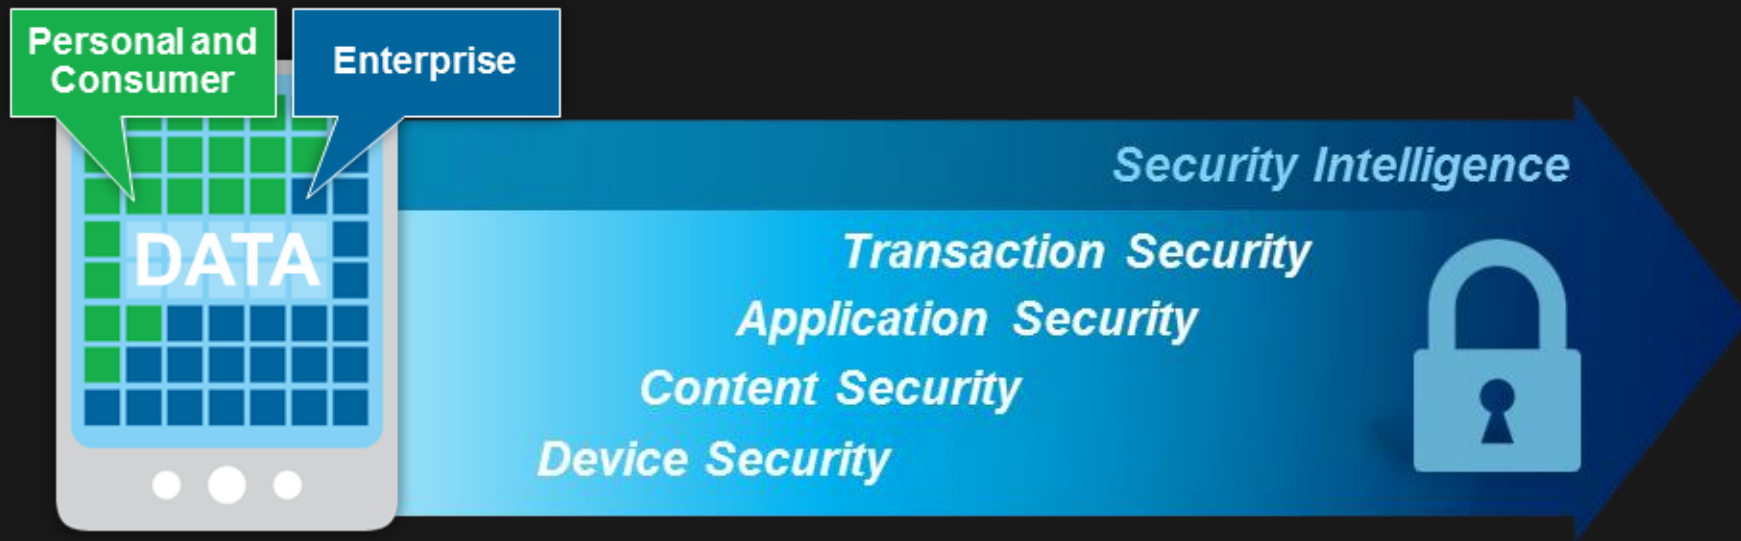 Personal and
Consumer
Enterprise
DATA
Security Intelligence
Transaction Security
Application Security
Content Security
Device Security